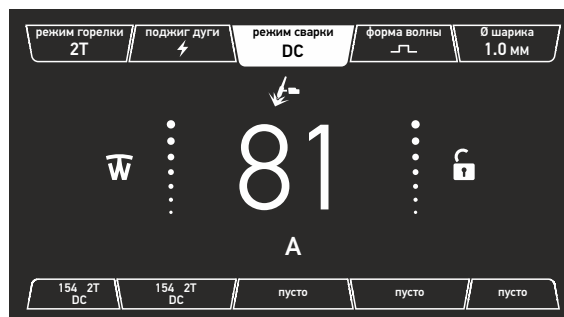 режим горелки
2T
поджиг дуги
режим сварки
DC
форма волны
Ø шарика
1.0 мм
81
A
154 2T
DC
154 2T
DC
пусто
пусто
пусто